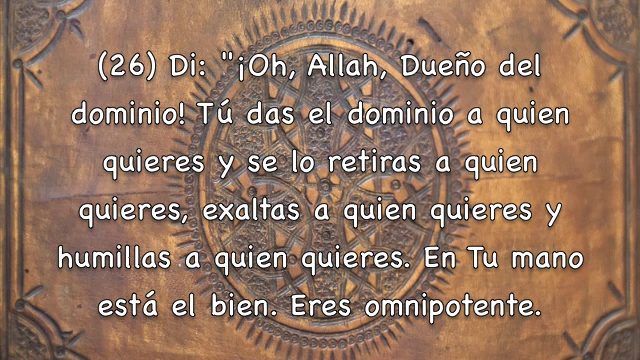 (26) Di: "¡Oh, Allah, Dueño del
dominio! Tú das el dominio a quien
quieres y se lo retiras a quien
quieres, exaltas a quien quieres y
humillas a quien quieres. En Tu mano
está el bien. Eres omnipotente.